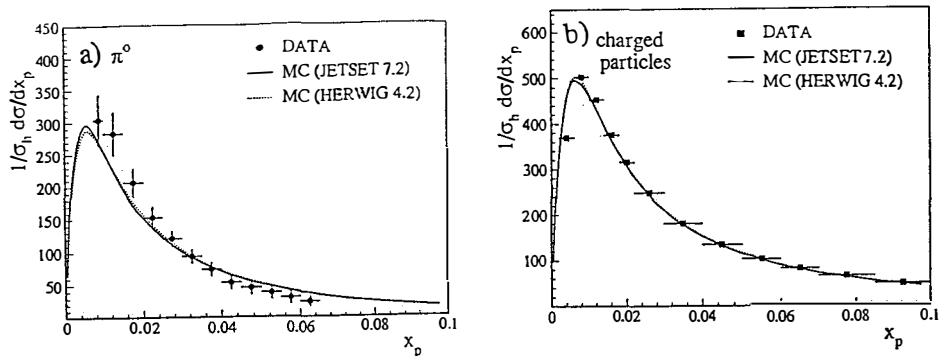 a) π°
DATA
MC (JETSET 7.2)
MC (HERWIG 4.2)
1/σh dσ/dxp
450
400
350
300
250
200
150
100
50
0
0.02
0.04
0.06
0.08
0.1
xp
b) charged
particles
DATA
MC (JETSET 7.2)
MC (HERWIG 4.2)
1/σh dσ/dxp
600
500
400
300
200
100
0
0.02
0.04
0.06
0.08
0.1
xp